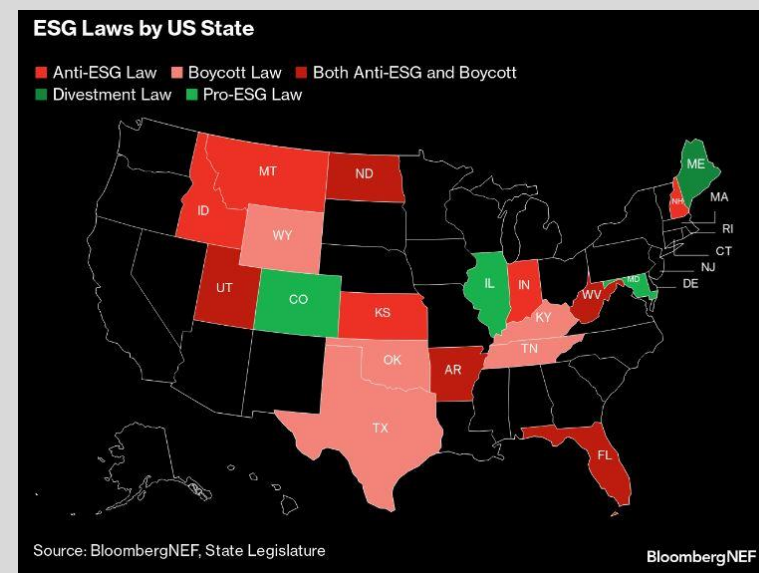 ESG Laws by US State
Anti-ESG Law Boycott Law Both Anti-ESG and Boycott
Divestment Law Pro-ESG Law
ME
MT
ND
NH
MA
ID
RI
WY
CT
NJ
UT
CO
IL
IN
MD
DE
WV
KS
KY
TN
OK
AR
TX
FL
Source: BloombergNEF, State Legislature
BloombergNEF